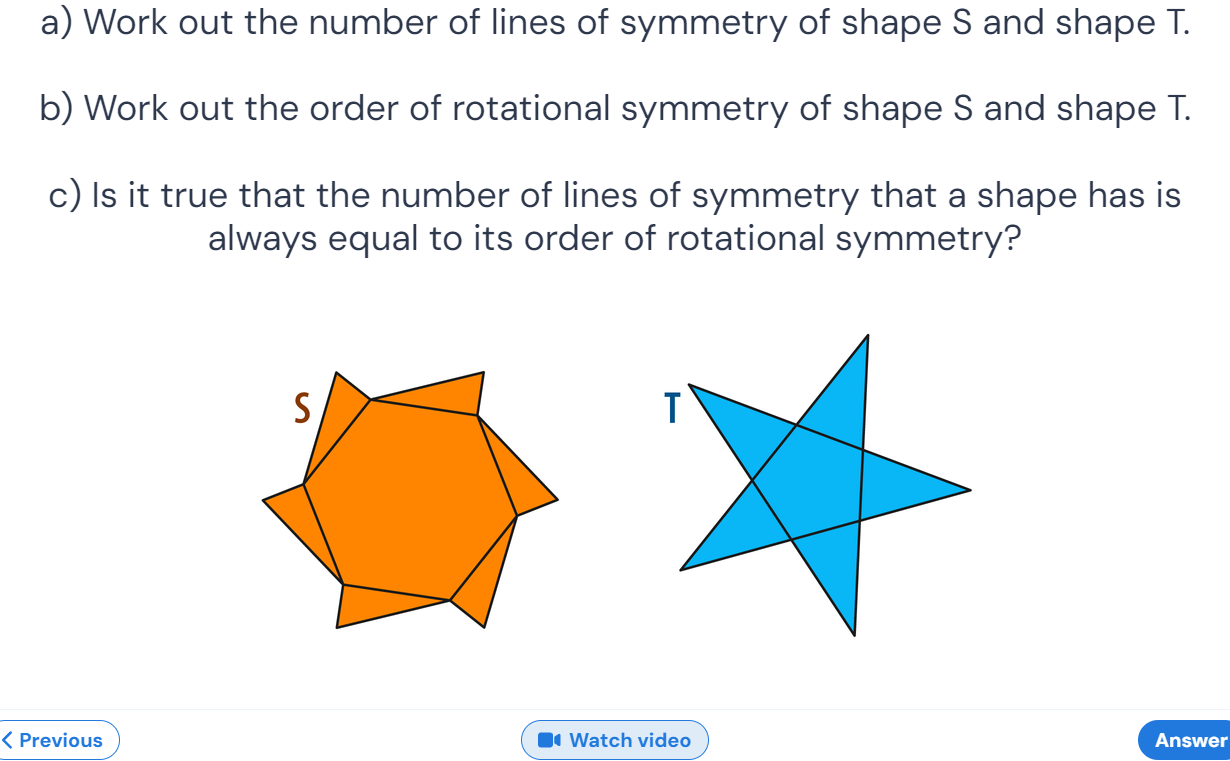 a) Work out the number of lines of symmetry of shape S and shape T.
b) Work out the order of rotational symmetry of shape S and shape T.
c) Is it true that the number of lines of symmetry that a shape has is
always equal to its order of rotational symmetry?
S
T
Previous
Watch video
Answer